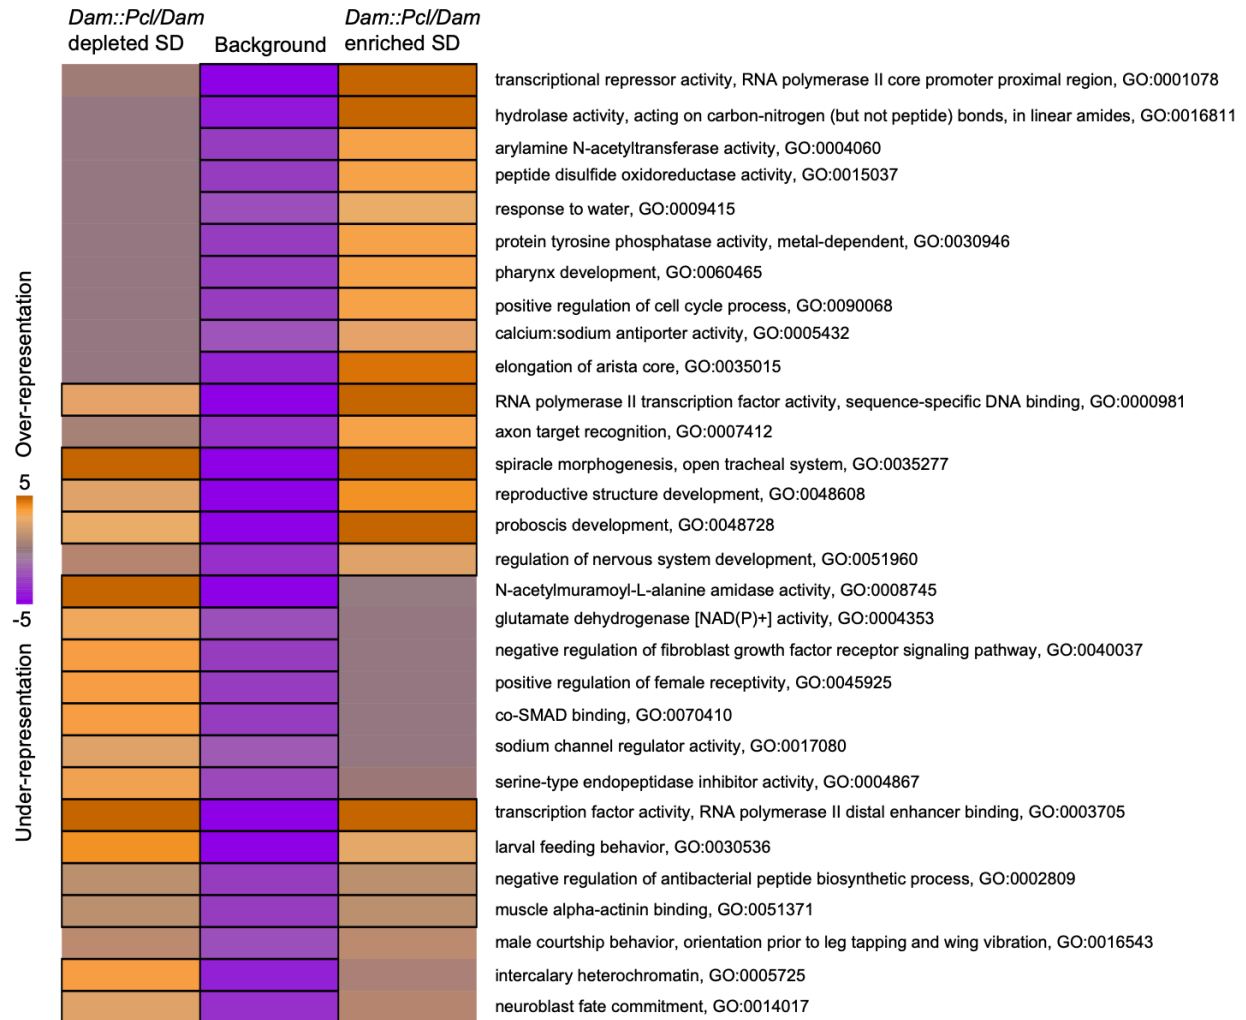 Dam::Pcl/Dam
depleted SD
Background
Dam::Pcl/Dam
enriched SD
transcriptional repressor activity, RNA polymerase II core promoter proximal region, GO:0001078
hydrolase activity, acting on carbon-nitrogen (but not peptide) bonds, in linear amides, GO:0016811
arylamine N-acetyltransferase activity, GO:0004060
peptide disulfide oxidoreductase activity, GO:0015037
response to water, GO:0009415
protein tyrosine phosphatase activity, metal-dependent, GO:0030946
pharynx development, GO:0060465
positive regulation of cell cycle process, GO:0090068
calcium:sodium antiporter activity, GO:0005432
elongation of arista core, GO:0035015
RNA polymerase II transcription factor activity, sequence-specific DNA binding, GO:0000981
axon target recognition, GO:0007412
spiracle morphogenesis, open tracheal system, GO:0035277
reproductive structure development, GO:0048608
proboscis development, GO:0048728
regulation of nervous system development, GO:0051960
N-acetylmuramoyl-L-alanine amidase activity, GO:0008745
glutamate dehydrogenase [NAD(P)+] activity, GO:0004353
negative regulation of fibroblast growth factor receptor signaling pathway, GO:0040037
positive regulation of female receptivity, GO:0045925
co-SMAD binding, GO:0070410
sodium channel regulator activity, GO:0017080
serine-type endopeptidase inhibitor activity, GO:0004867
transcription factor activity, RNA polymerase II distal enhancer binding, GO:0003705
larval feeding behavior, GO:0030536
negative regulation of antibacterial peptide biosynthetic process, GO:0002809
muscle alpha-actinin binding, GO:0051371
male courtship behavior, orientation prior to leg tapping and wing vibration, GO:0016543
intercalary heterochromatin, GO:0005725
neuroblast fate commitment, GO:0014017
Over-representation
5
-5
Under-representation